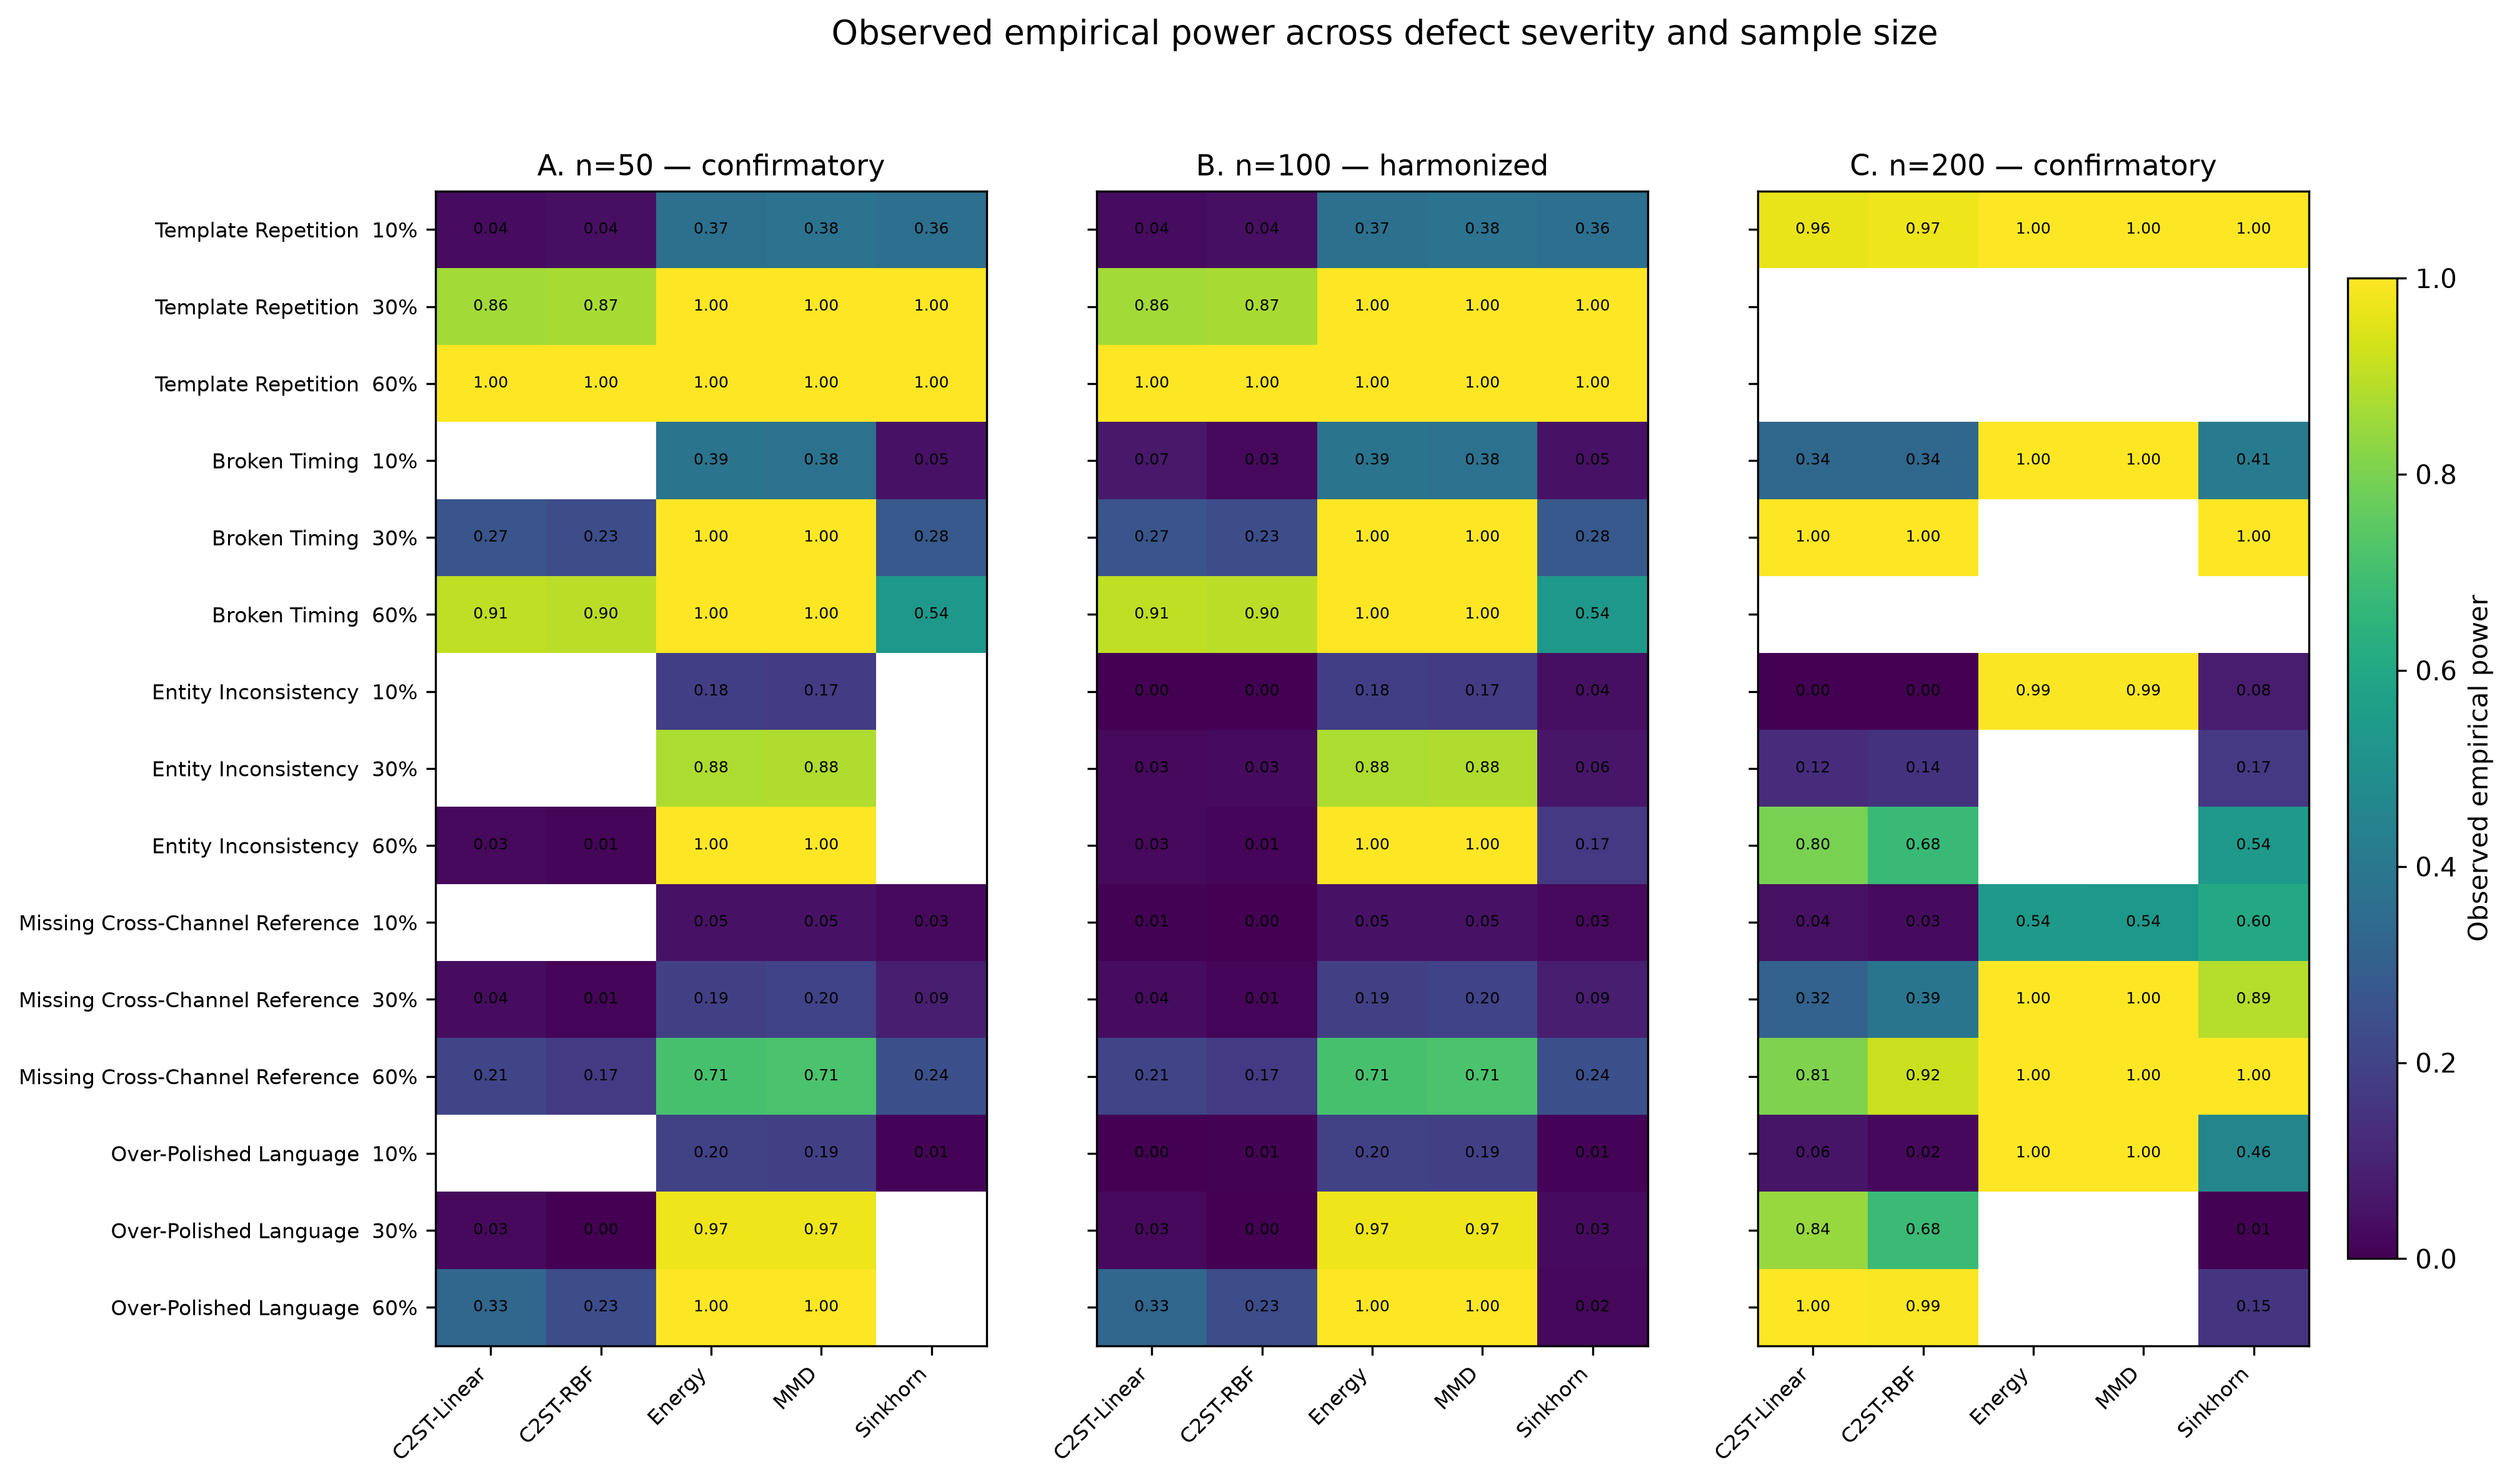 Observed empirical power across defect severity and sample size
A. n=50 — confirmatory
B. n=100 — harmonized
C. n=200 — confirmatory
Template Repetition 10% 0.04 0.04 0.37 0.38 0.36 0.04 0.04 0.37 0.38 0.36 0.96 0.97 1.00 1.00 1.00
Template Repetition 30% 0.86 0.87 1.00 1.00 1.00 0.86 0.87 1.00 1.00 1.00
Template Repetition 60% 1.00 1.00 1.00 1.00 1.00 1.00 1.00 1.00 1.00 1.00
Broken Timing 10% 0.39 0.38 0.05 0.07 0.03 0.39 0.38 0.05 0.34 0.34 1.00 1.00 0.41
Broken Timing 30% 0.27 0.23 1.00 1.00 0.28 0.27 0.23 1.00 1.00 0.28 1.00 1.00 1.00
Broken Timing 60% 0.91 0.90 1.00 1.00 0.54 0.91 0.90 1.00 1.00 0.54
Entity Inconsistency 10% 0.18 0.17 0.00 0.00 0.18 0.17 0.04 0.00 0.00 0.99 0.99 0.08
Entity Inconsistency 30% 0.88 0.88 0.03 0.03 0.88 0.88 0.06 0.12 0.14 0.17
Entity Inconsistency 60% 0.03 0.01 1.00 1.00 0.03 0.01 1.00 1.00 0.17 0.80 0.68 0.54
Missing Cross-Channel Reference 10% 0.05 0.05 0.03 0.01 0.00 0.05 0.05 0.03 0.04 0.03 0.54 0.54 0.60
Missing Cross-Channel Reference 30% 0.04 0.01 0.19 0.20 0.09 0.04 0.01 0.19 0.20 0.09 0.32 0.39 1.00 1.00 0.89
Missing Cross-Channel Reference 60% 0.21 0.17 0.71 0.71 0.24 0.21 0.17 0.71 0.71 0.24 0.81 0.92 1.00 1.00 1.00
Over-Polished Language 10% 0.20 0.19 0.01 0.00 0.01 0.20 0.19 0.01 0.06 0.02 1.00 1.00 0.46
Over-Polished Language 30% 0.03 0.00 0.97 0.97 0.03 0.00 0.97 0.97 0.03 0.84 0.68 0.01
Over-Polished Language 60% 0.33 0.23 1.00 1.00 0.33 0.23 1.00 1.00 0.02 1.00 0.99 0.15
C2ST-Linear C2ST-RBF Energy MMD Sinkhorn
C2ST-Linear C2ST-RBF Energy MMD Sinkhorn
C2ST-Linear C2ST-RBF Energy MMD Sinkhorn
1.0
0.8
0.6
0.4
0.2
0.0
Observed empirical power